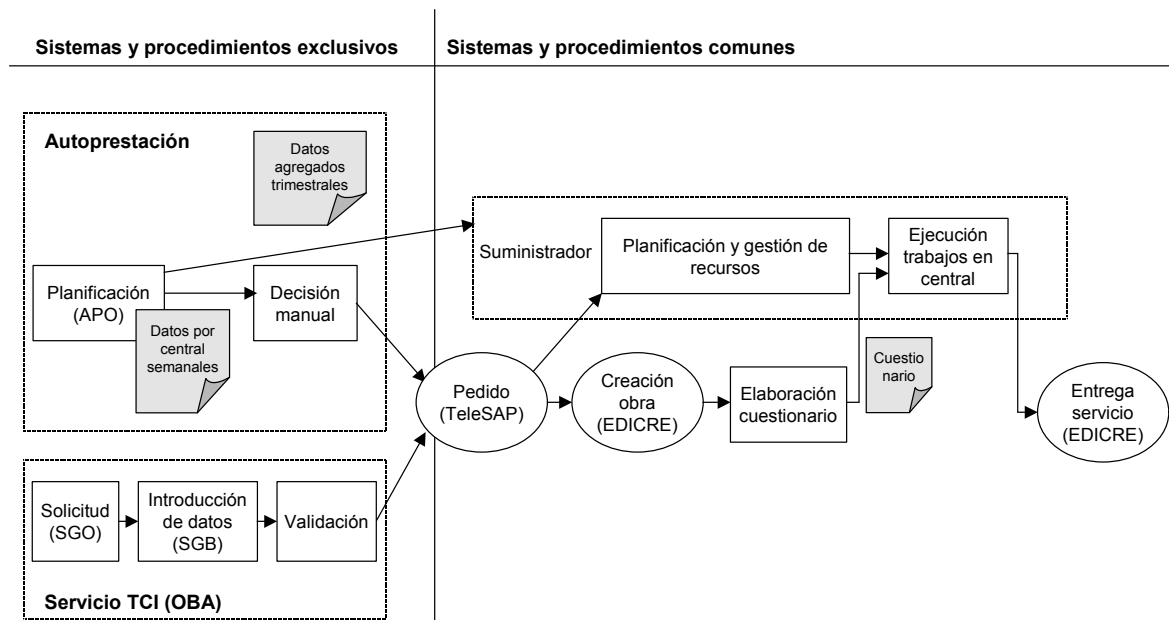 Sistemas y procedimientos exclusivos
Sistemas y procedimientos comunes
Autoprestación
Datos
agregados
trimestrales
Planificación
(APO)
Datos por
central
semanales
Decisión
manual
Suministrador
Planificación y gestión de
recursos
Ejecución
trabajos en
central
Pedido
(TeleSAP)
Creación
obra
(EDICRE)
Elaboración
cuestionario
Cuestio
nario
Entrega
servicio
(EDICRE)
Solicitud
(SGO)
Introducción
de datos
(SGB)
Validación
Servicio TCI (OBA)